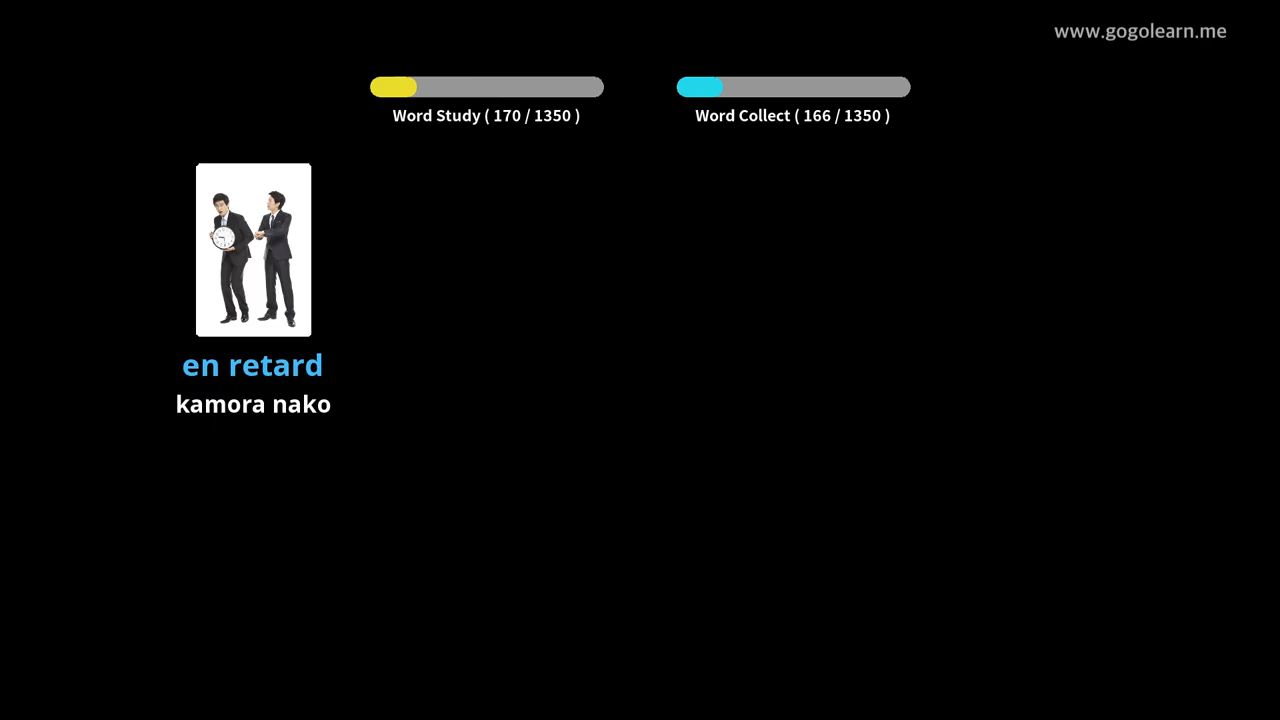 www.gogolearn.me
Word Study ( 170 / 1350 )
Word Collect ( 166 / 1350 )
en retard
kamora nako